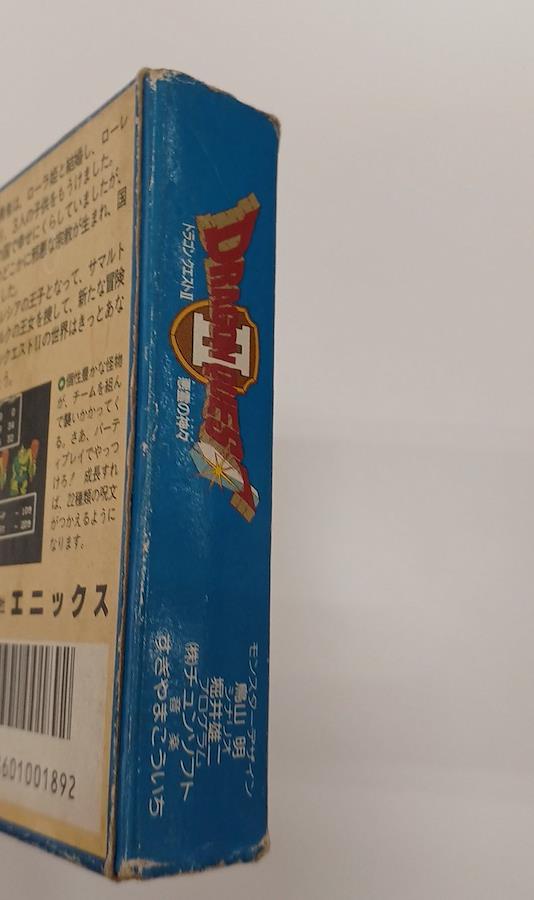 は、ローラ姫と結婚し、ローレ
3人の子供をもうけました。
国で幸せにくらしていましたが、
どこかに邪悪な宗教が生まれ、国
した。
レシアの王子となって、サマルト
ルクの王女を捜して、新たな冒険
クエストIIの世界はきっとあな
う。
個性豊かな怪物
が、チームを組ん
で襲いかかってく
る。さあ、パーテ
ィプレイでやっつ
けろ! 成長すれ
ば、22種類の呪文
がつかえるように
なります。
エニックス
601001892
DRAGON QUEST
II
ドラゴンクエストII
悪霊の神々
モンスターデザイン
鳥山 明
シナリオ
堀井雄二
プログラム
㈱チュンソフト
音楽
すぎやまこういち